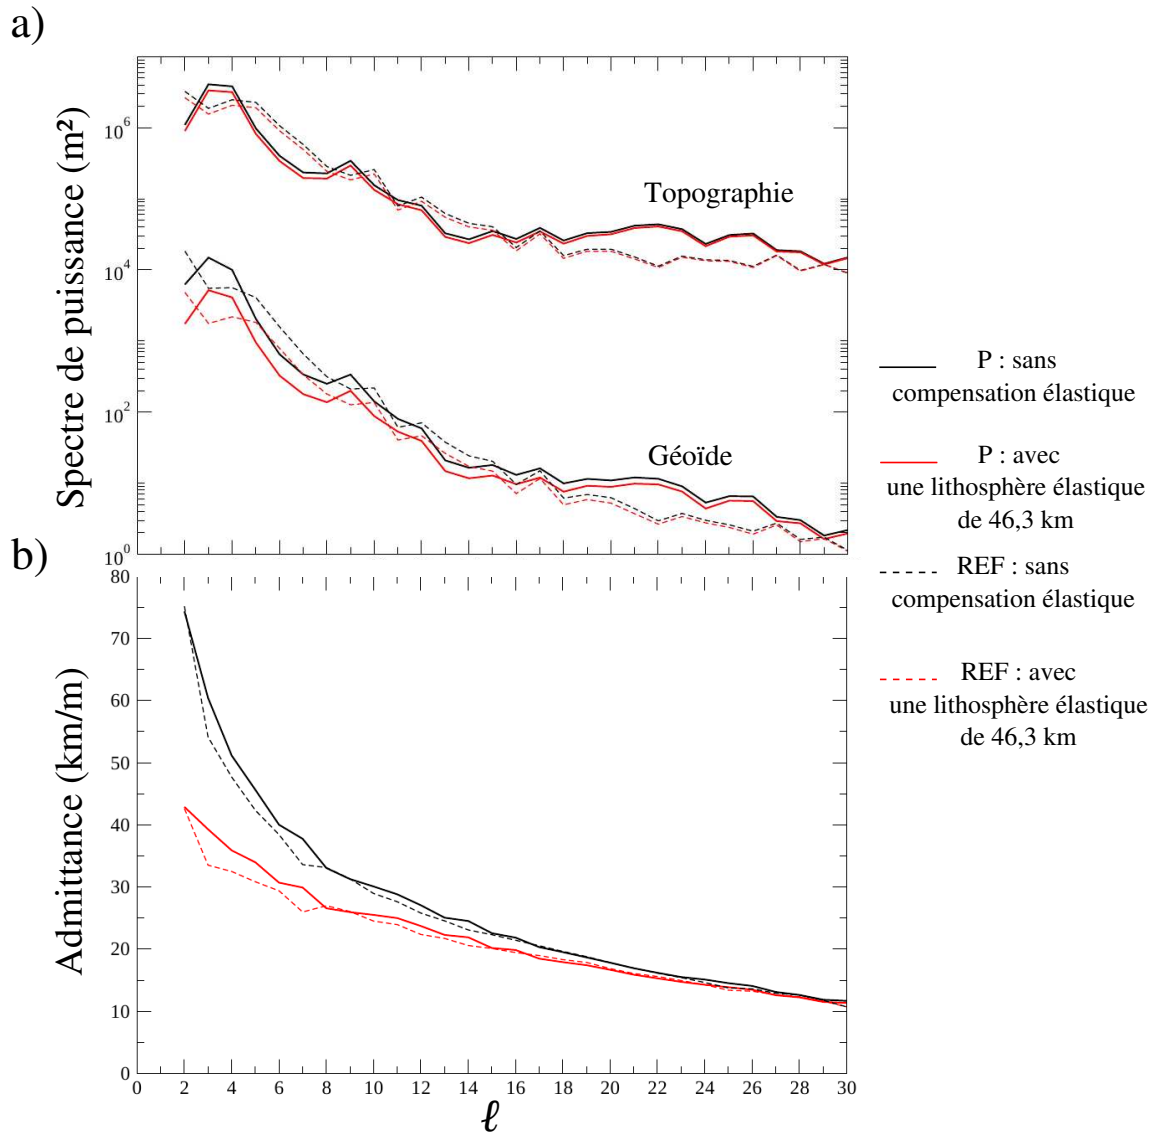 a)
Spectre de puissance (m²)
10⁶
10⁴
10²
10⁰
Topographie
Géoïde
b)
Admittance (km/m)
80
70
60
50
40
30
20
10
0
0 2 4 6 8 10 12 14 16 18 20 22 24 26 28 30
ℓ
P : sans
compensation élastique
P : avec
une lithosphère élastique
de 46,3 km
REF : sans
compensation élastique
REF : avec
une lithosphère élastique
de 46,3 km